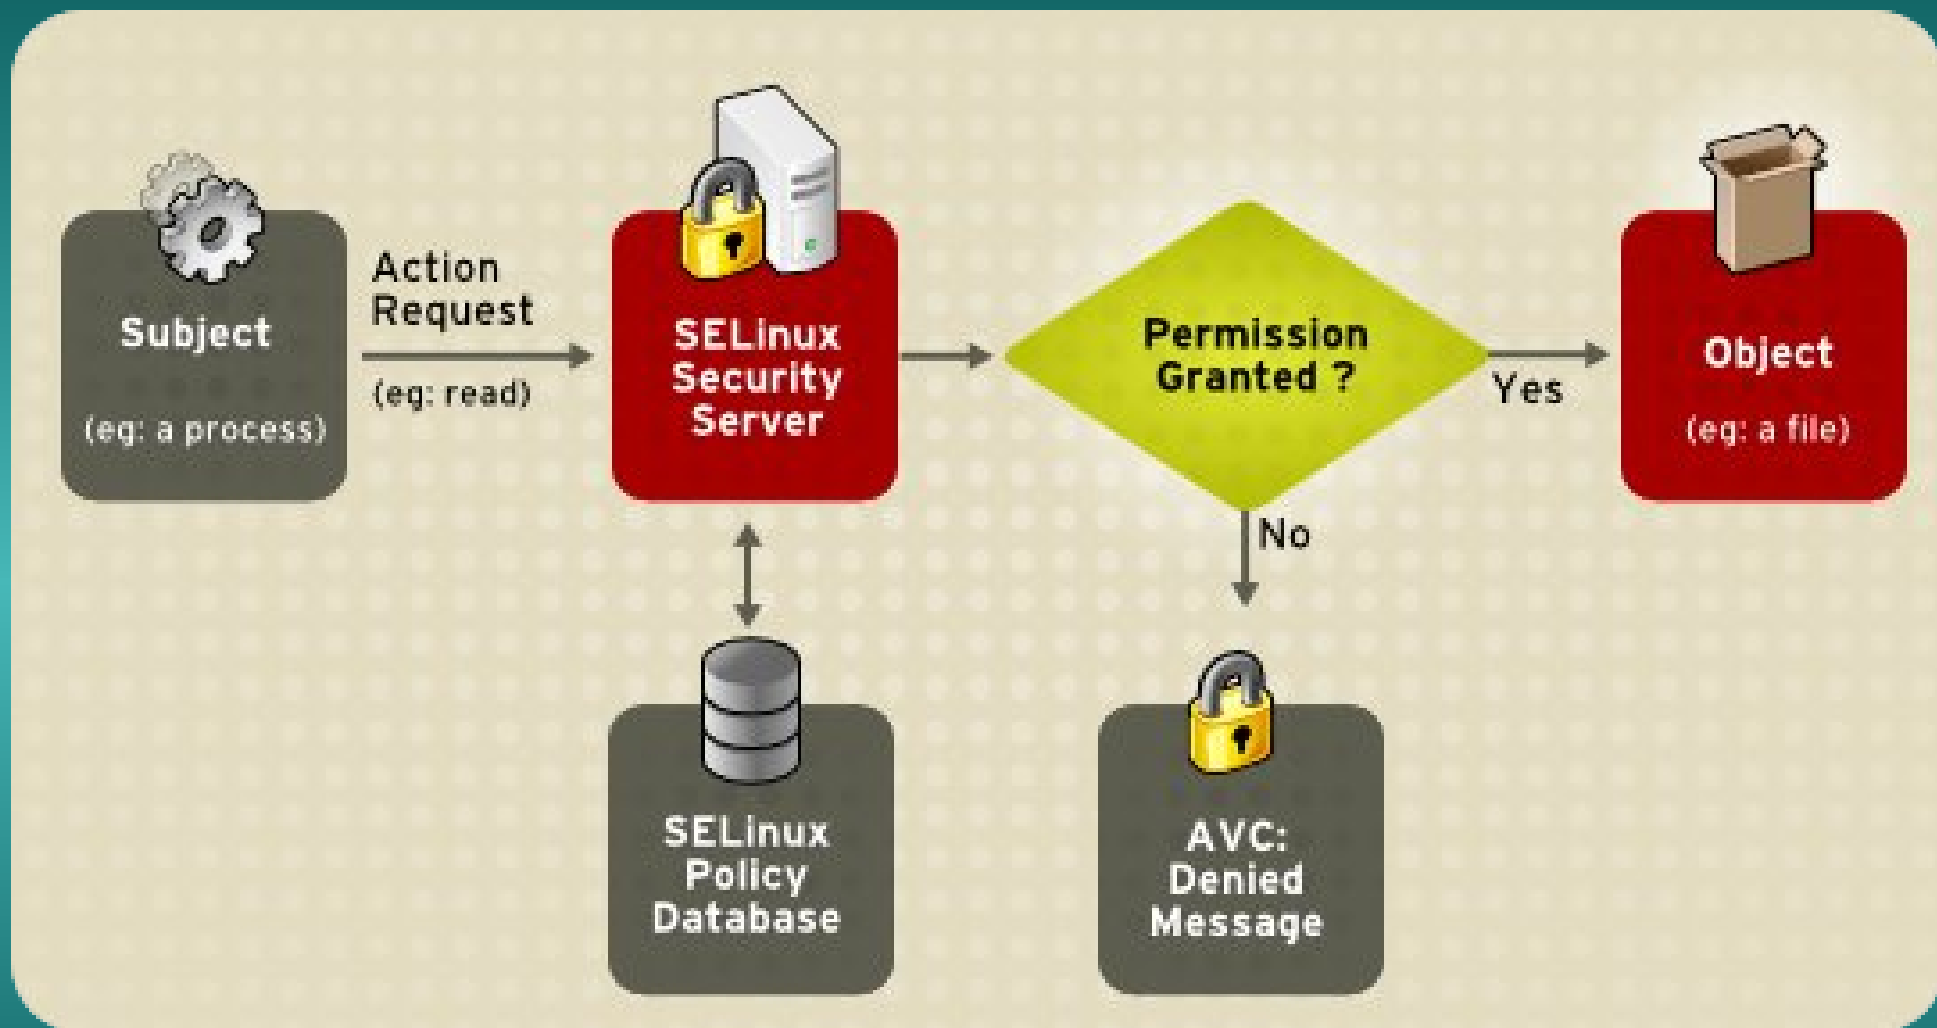 Subject
(eg: a process)
Action
Request
(eg: read)
SELinux
Security
Server
Permission
Granted ?
Yes
Object
(eg: a file)
No
SELinux
Policy
Database
AVC:
Denied
Message